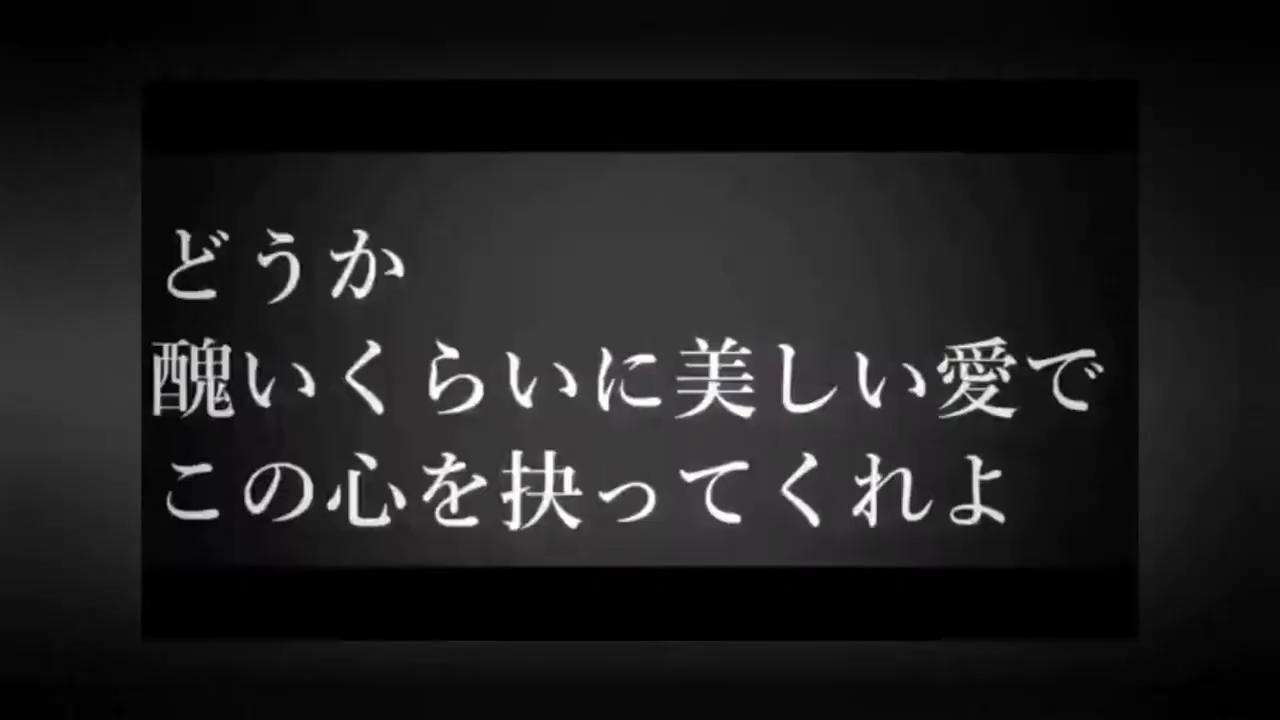 どうか
醜いくらいに美しい愛で
この心を抉ってくれよ